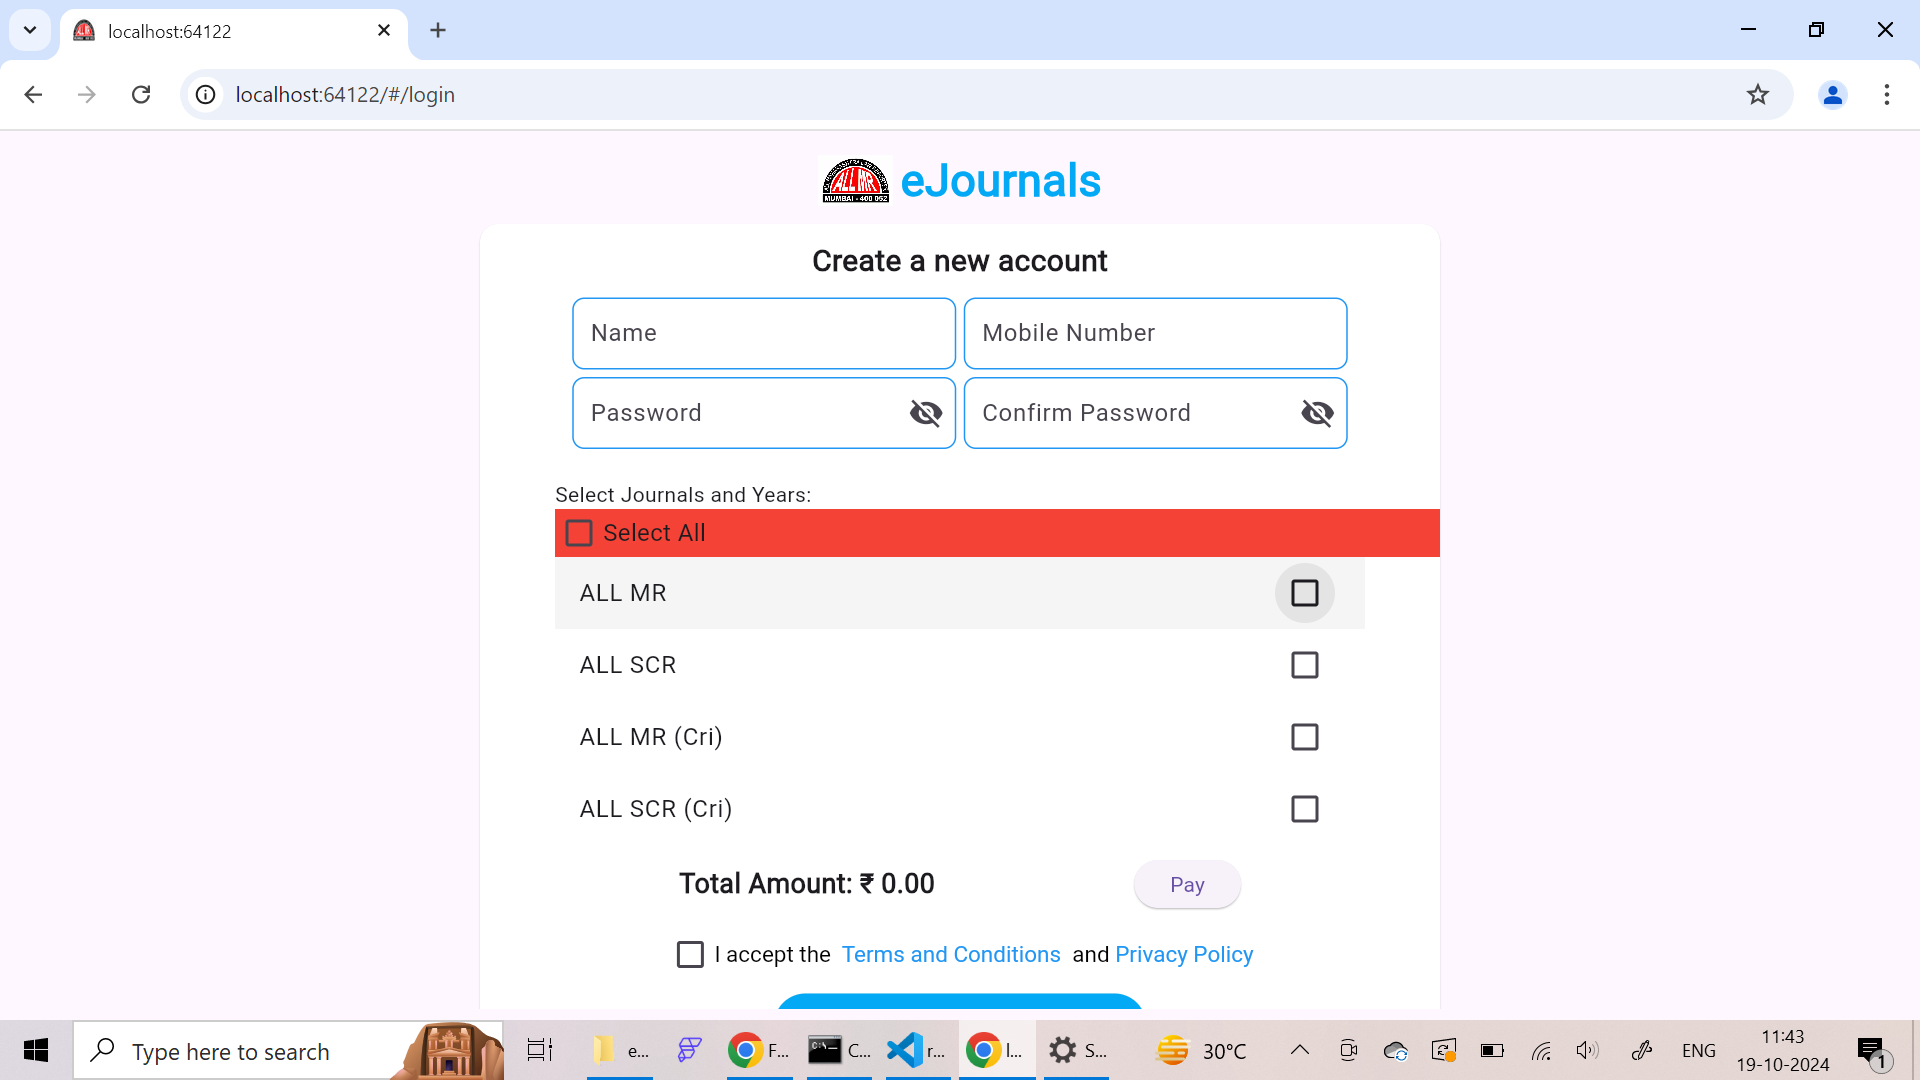 localhost:64122
localhost:64122/#/login
ALL MR
MUMBAI - 400 052
eJournals
Create a new account
Name
Mobile Number
Password
Confirm Password
Select Journals and Years:
Select All
ALL MR
ALL SCR
ALL MR (Cri)
ALL SCR (Cri)
Total Amount: ₹ 0.00
Pay
I accept the Terms and Conditions and Privacy Policy
Type here to search
e...
F...
C...
r...
l...
S...
30°C
ENG
11:43
19-10-2024
1